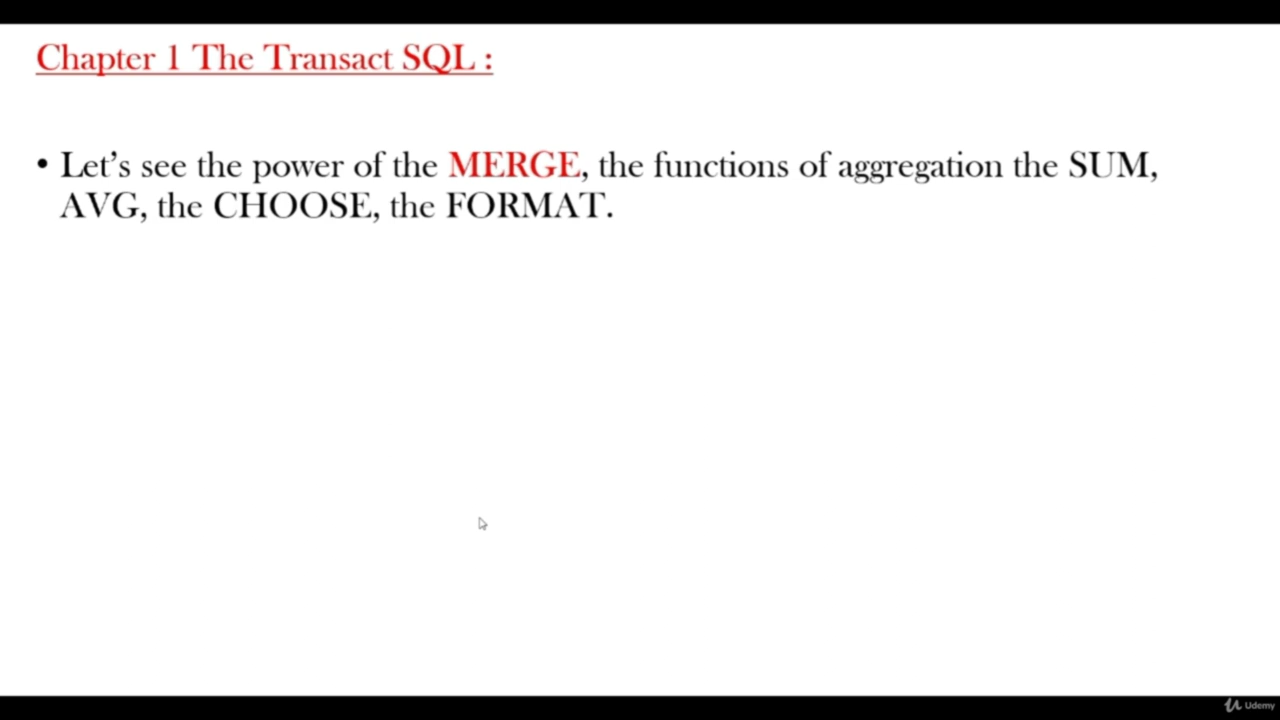 Chapter 1 The Transact SQL :
• Let's see the power of the MERGE, the functions of aggregation the SUM,
AVG, the CHOOSE, the FORMAT.
Udemy